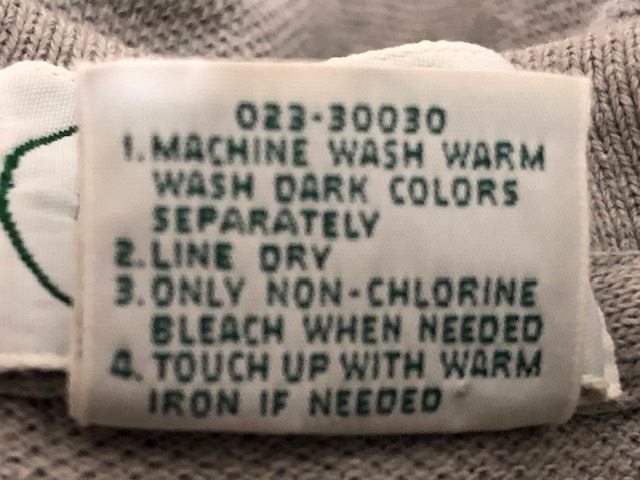 023-30030
1. MACHINE WASH WARM
WASH DARK COLORS
SEPARATELY
2. LINE DRY
3. ONLY NON-CHLORINE
BLEACH WHEN NEEDED
4. TOUCH UP WITH WARM
IRON IF NEEDED